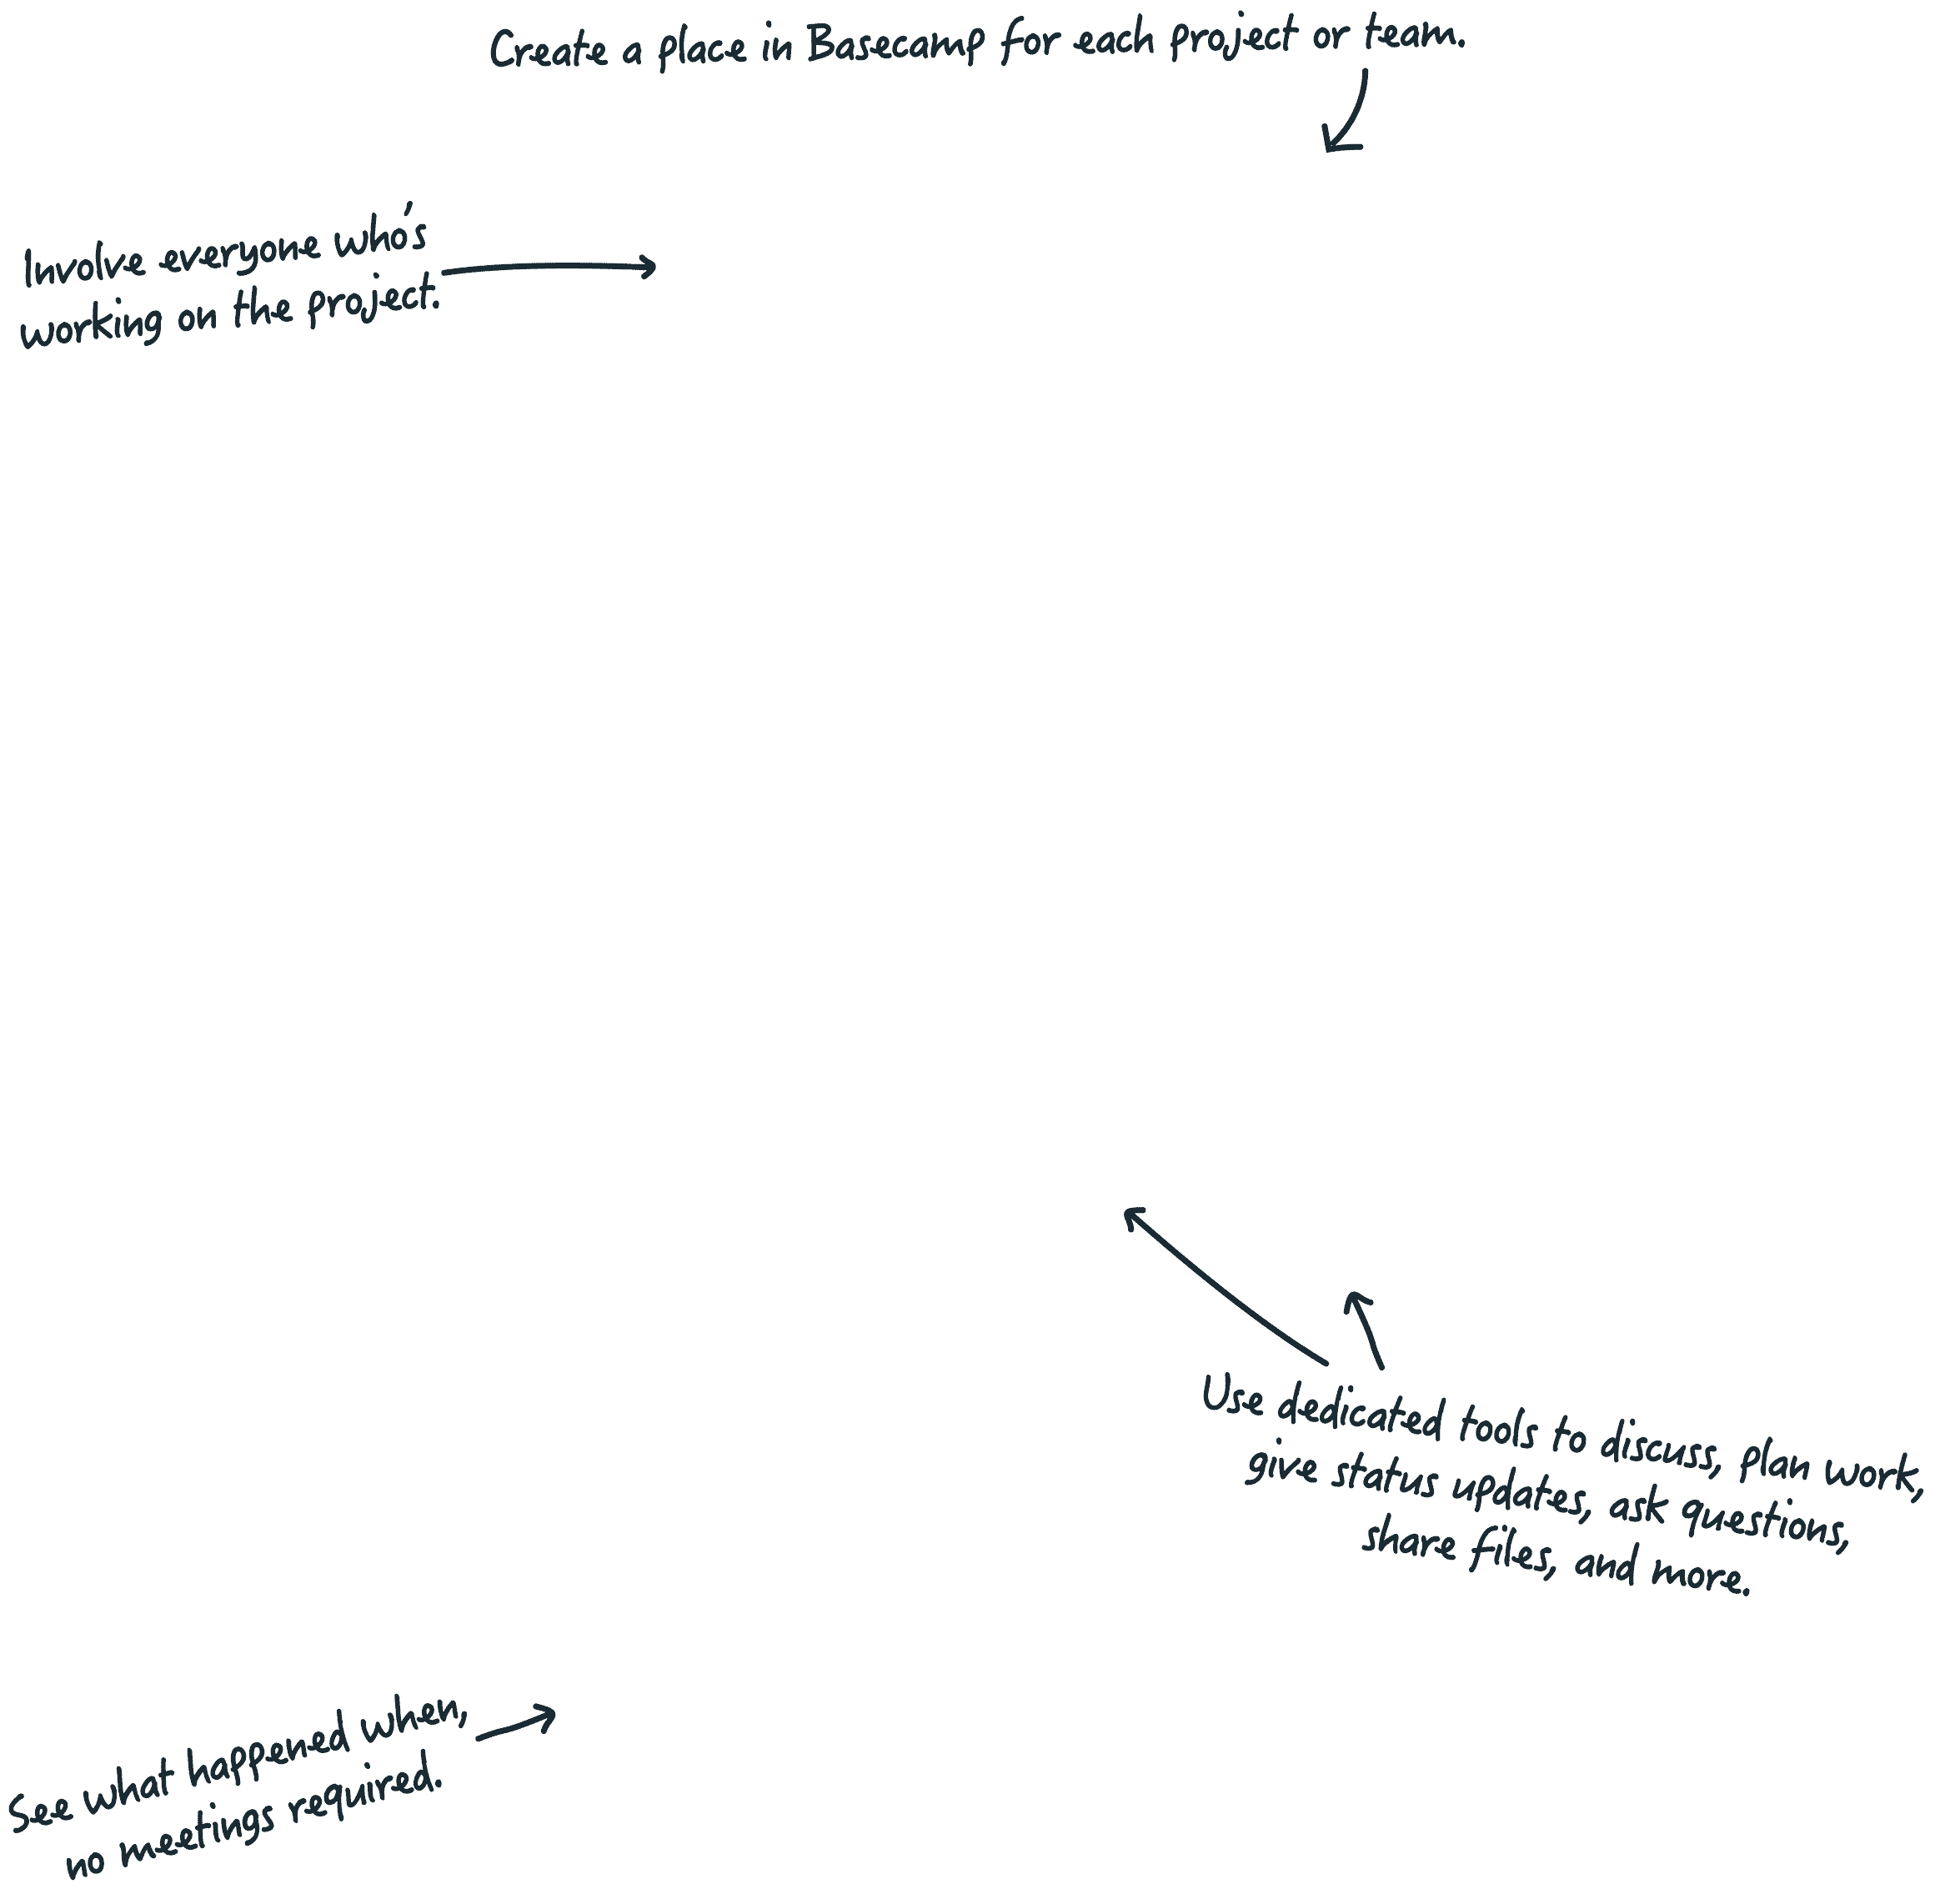 Create a place in Basecamp for each project or team.
Involve everyone who's
working on the project.
Use dedicated tools to discuss, plan work,
give status updates, ask questions,
share files, and more.
See what happened when,
no meetings required.